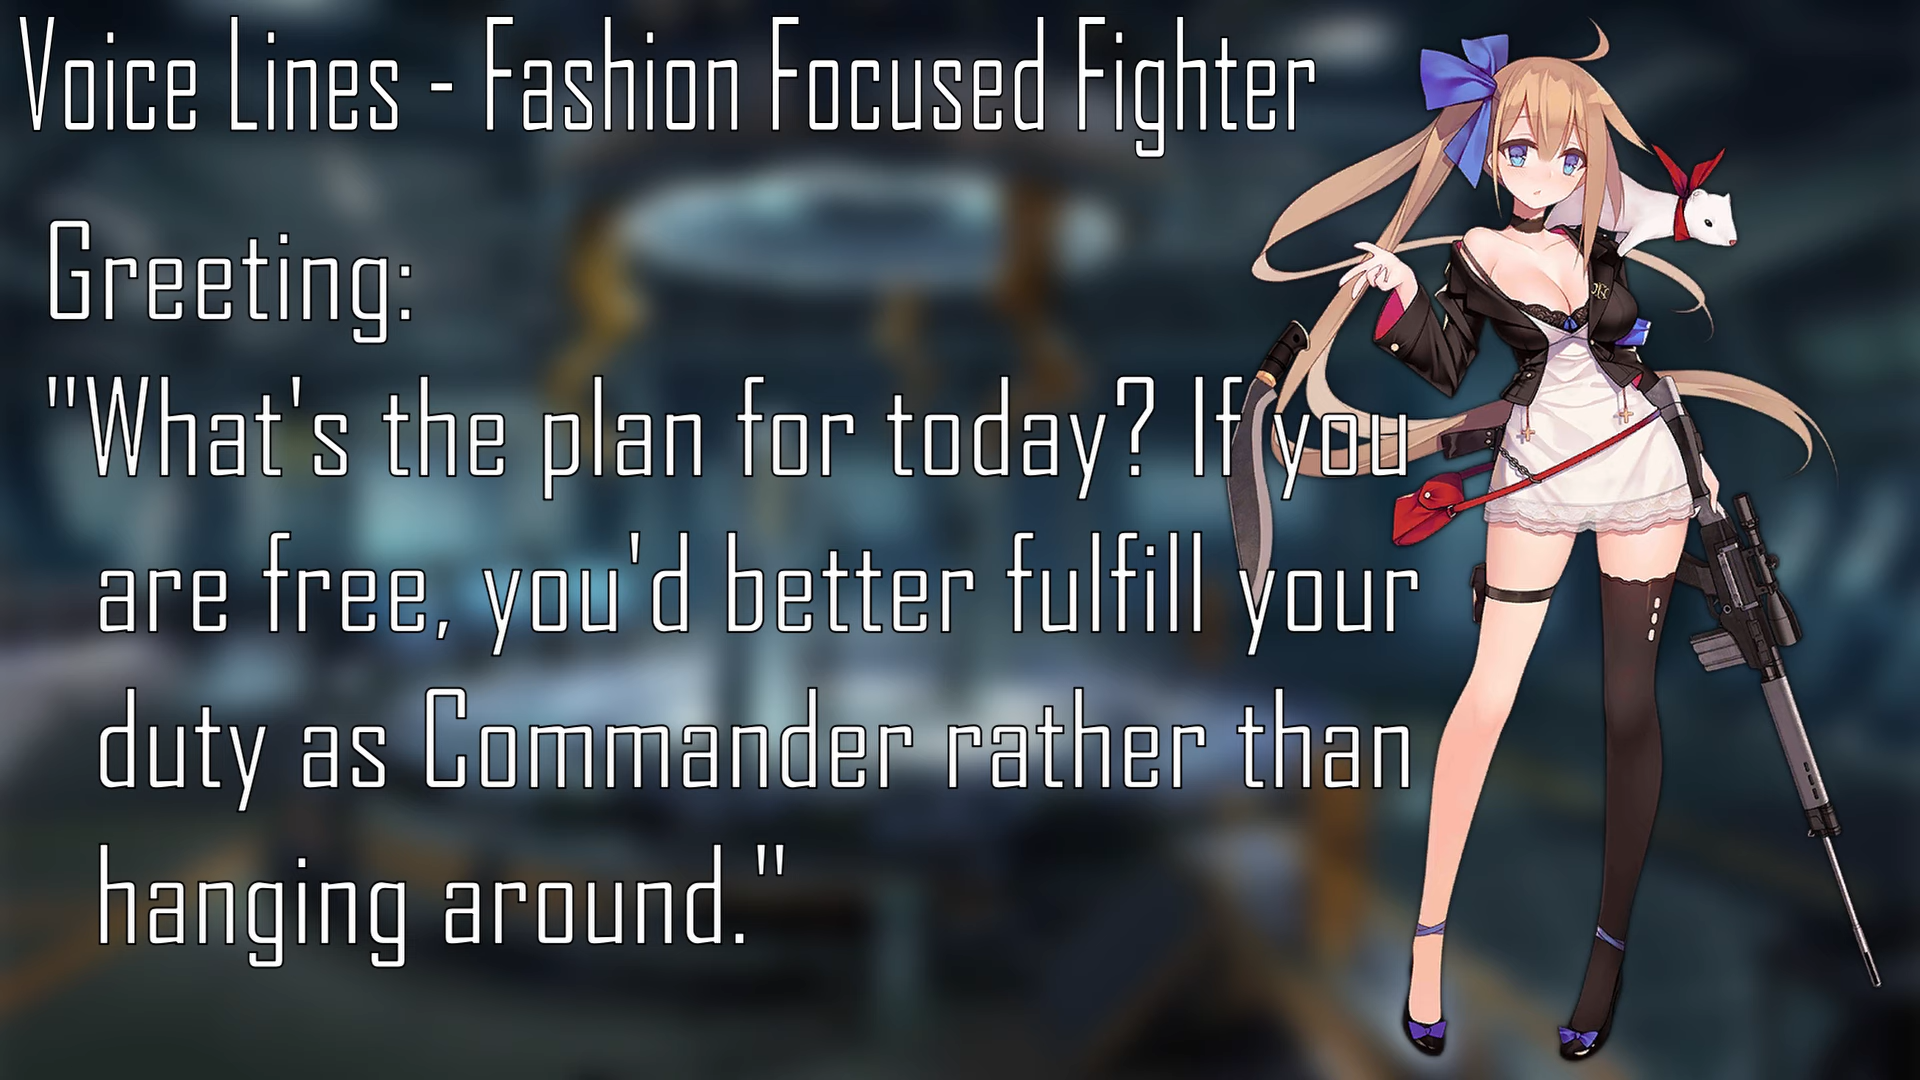 Voice Lines - Fashion Focused Fighter
Greeting:
"What's the plan for today? If you
are free, you'd better fulfill your
duty as Commander rather than
hanging around."